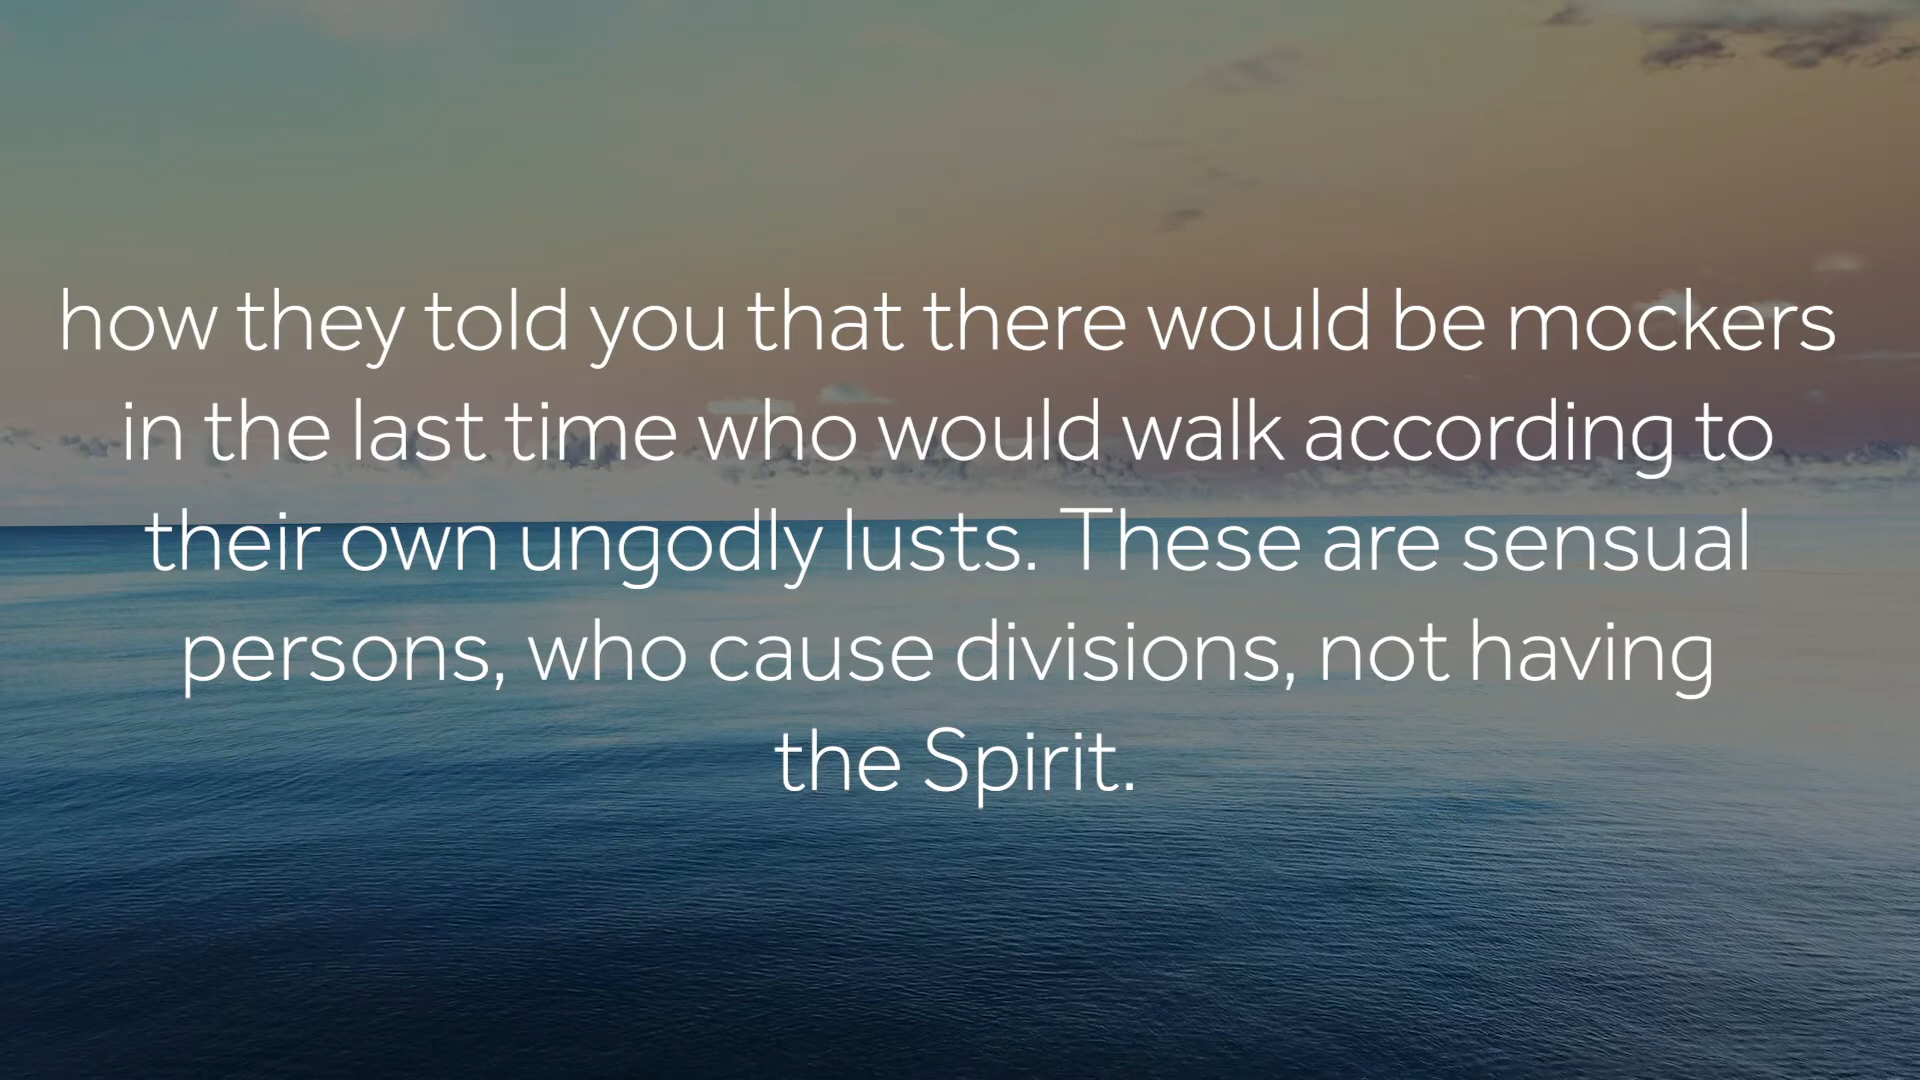 how they told you that there would be mockers
in the last time who would walk according to
their own ungodly lusts. These are sensual
persons, who cause divisions, not having
the Spirit.